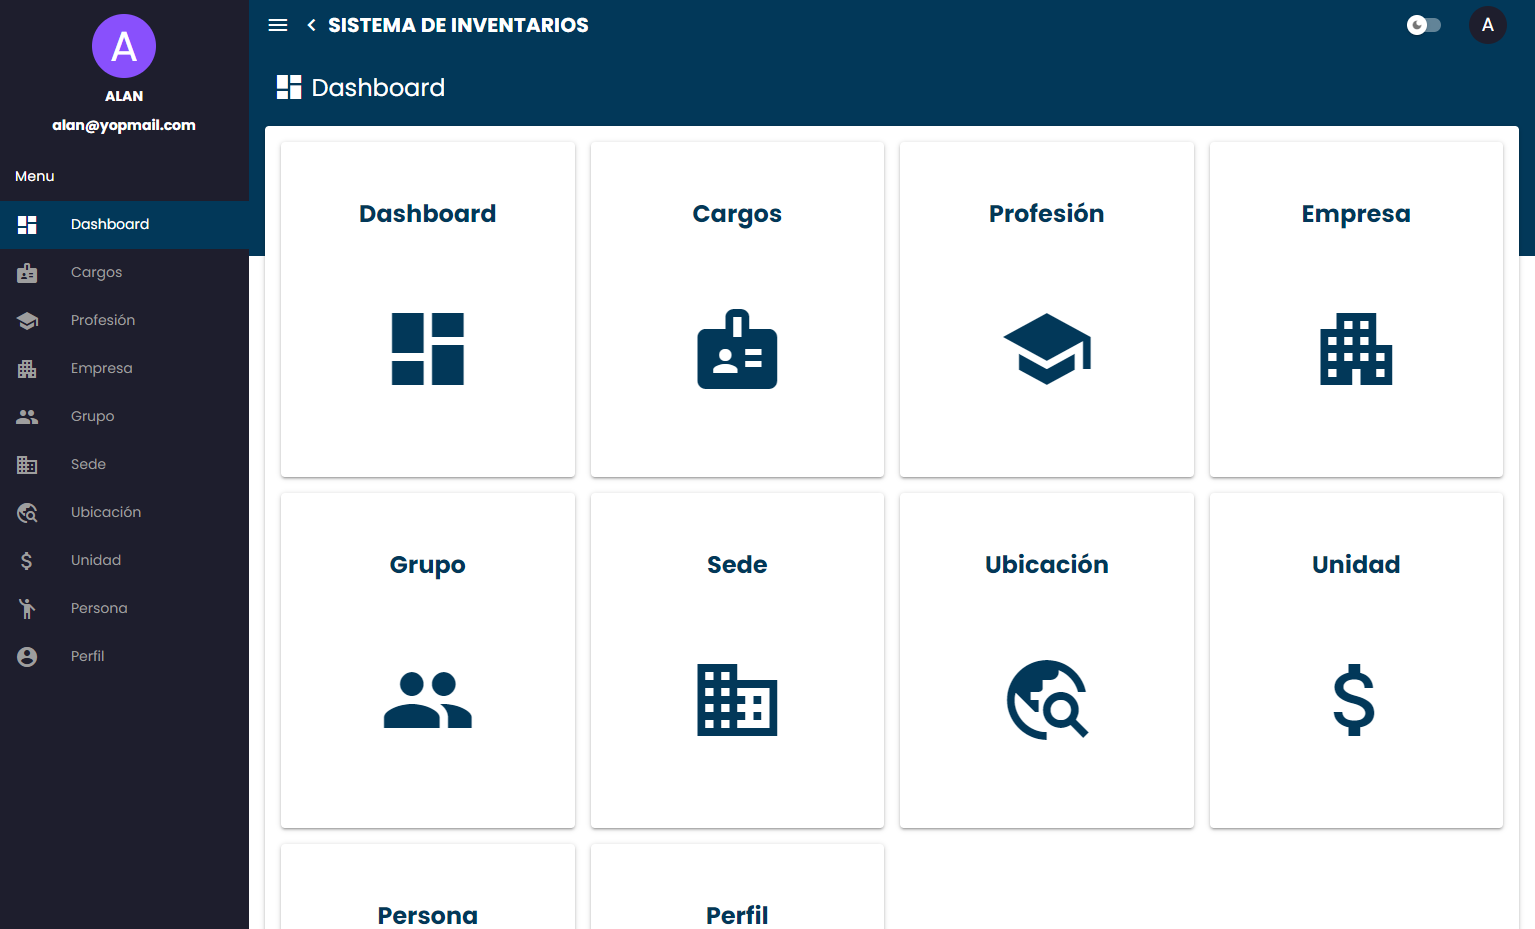 A
ALAN
alan@yopmail.com
Menu
Dashboard
Cargos
Profesión
Empresa
Grupo
Sede
Ubicación
Unidad
Persona
Perfil
SISTEMA DE INVENTARIOS
A
Dashboard
Dashboard
Cargos
Profesión
Empresa
Grupo
Sede
Ubicación
Unidad
Persona
Perfil